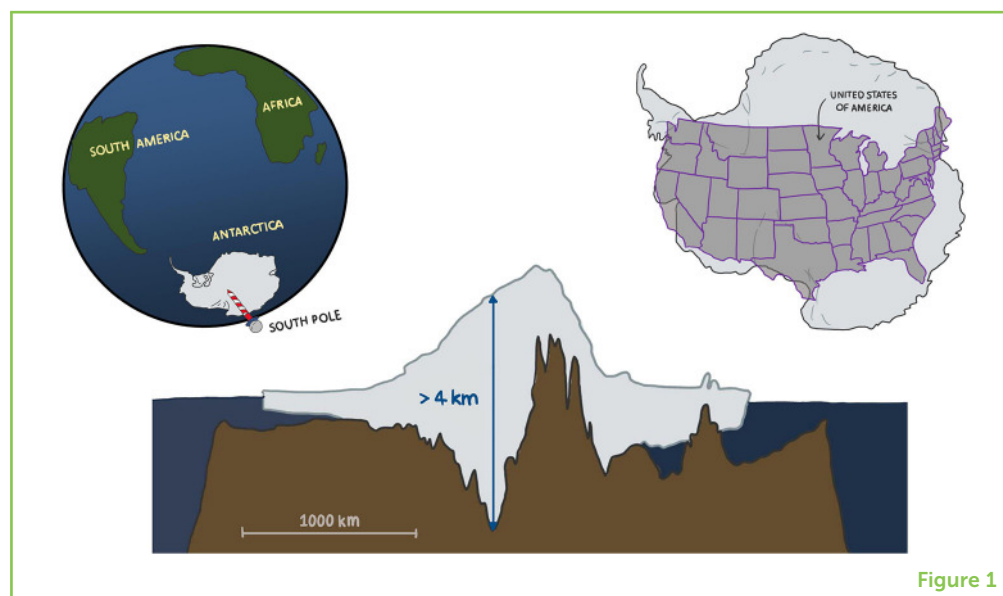 AFRICA
SOUTH AMERICA
ANTARCTICA
SOUTH POLE
UNITED STATES
OF AMERICA
> 4 km
1000 km
Figure 1